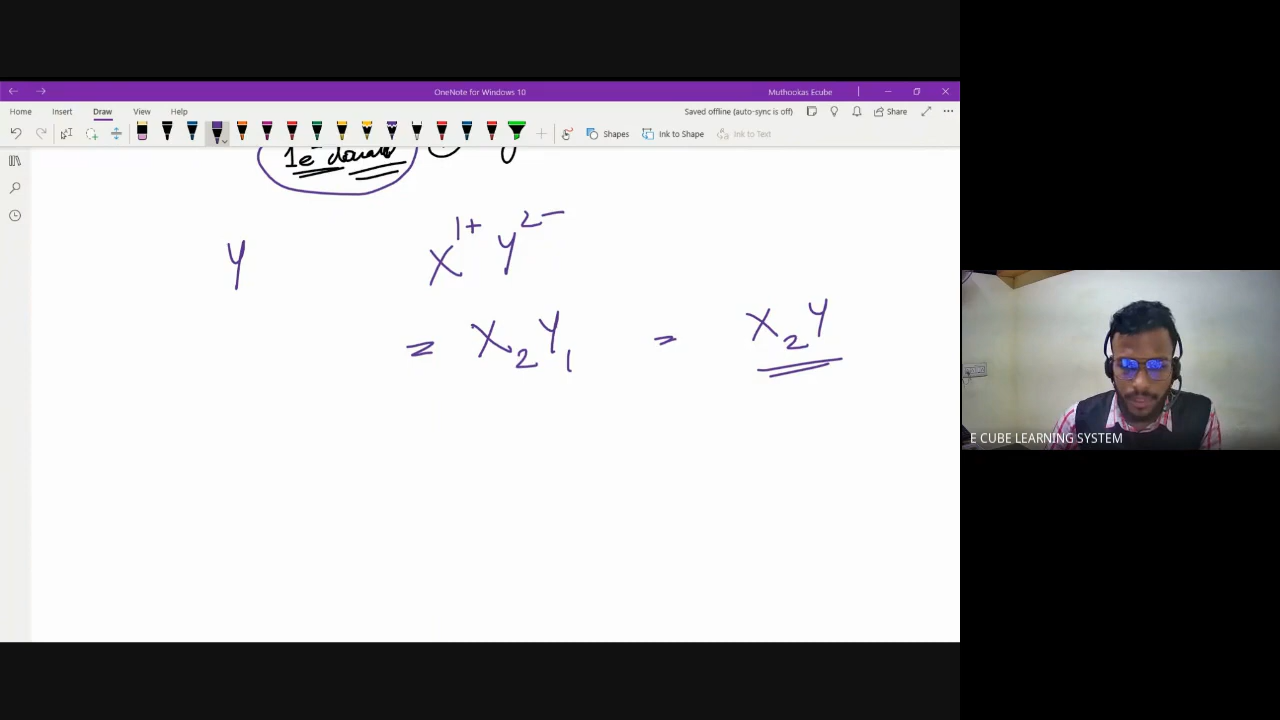 OneNote for Windows 10
Muthookas Ecube
Home Insert Draw View Help
Saved offline (auto-sync is off)
Share
Shapes
Ink to Shape
Ink to Text
1e⁻
Y
X¹⁺ Y²⁻
= X₂Y₁ = X₂Y
E CUBE LEARNING SYSTEM